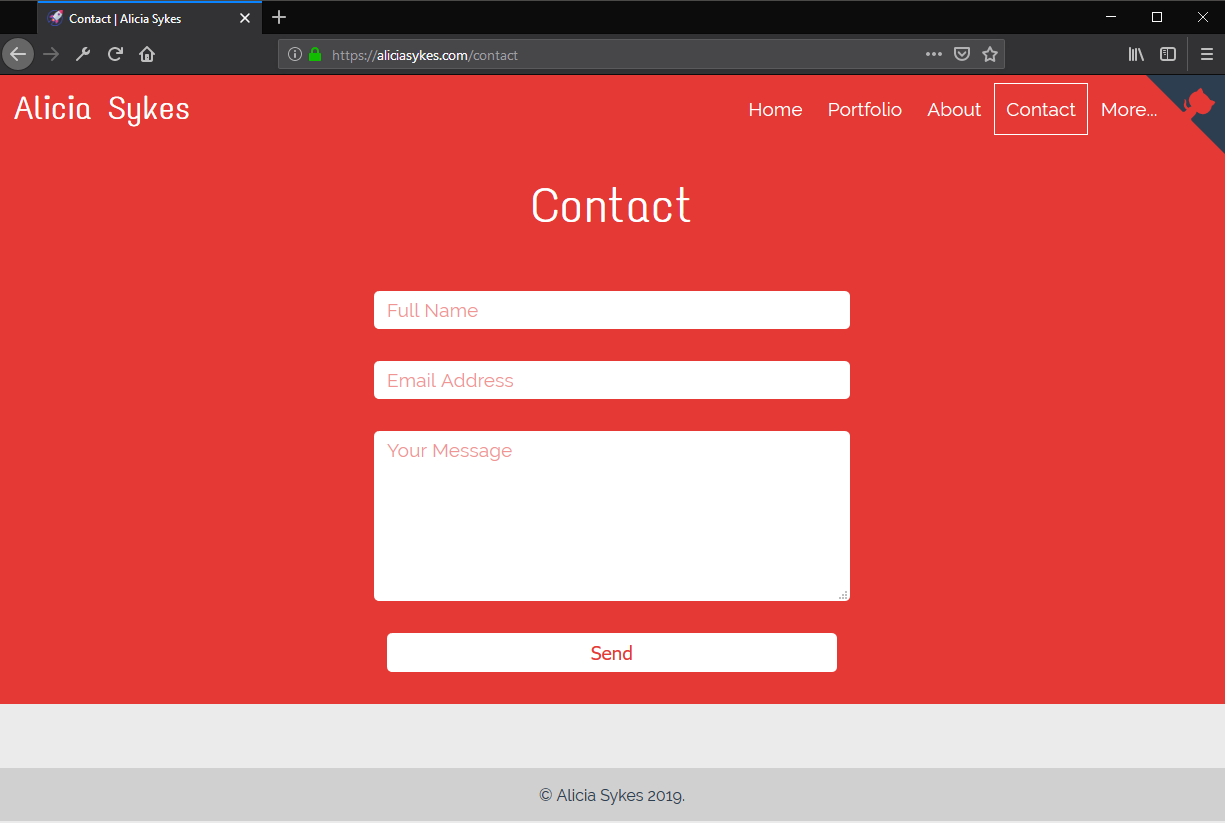 Contact | Alicia Sykes
https://aliciasykes.com/contact
Alicia Sykes
Home Portfolio About Contact More...
Contact
Full Name
Email Address
Your Message
Send
© Alicia Sykes 2019.